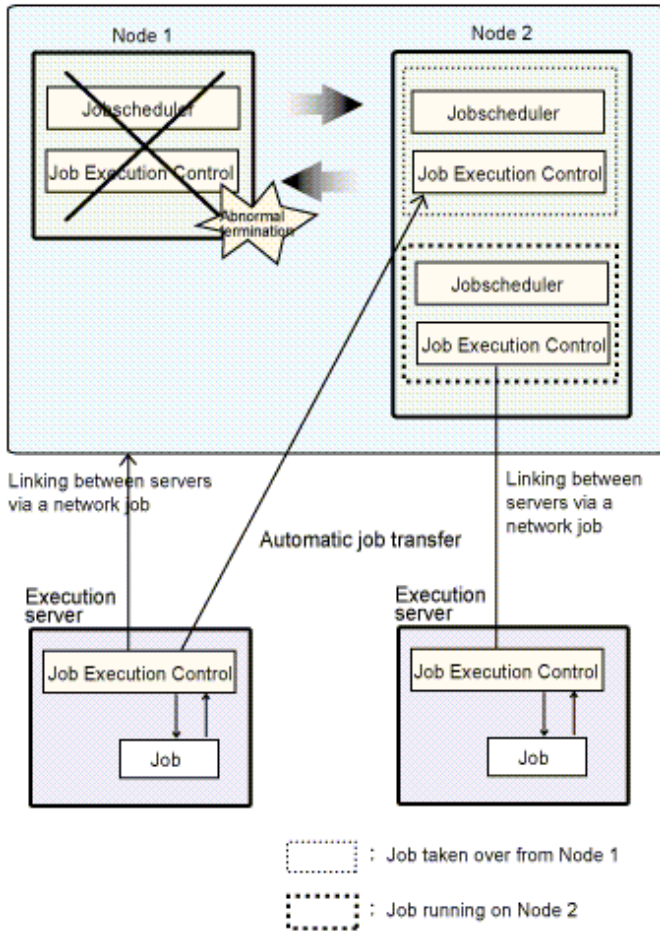 Node 1
Node 2
Jobscheduler
Job Execution Control
Abnormal
termination
Jobscheduler
Job Execution Control
Jobscheduler
Job Execution Control
Linking between servers
via a network job
Linking between
servers via a
network job
Automatic job transfer
Execution
server
Job Execution Control
Job
Execution
server
Job Execution Control
Job
: Job taken over from Node 1
: Job running on Node 2